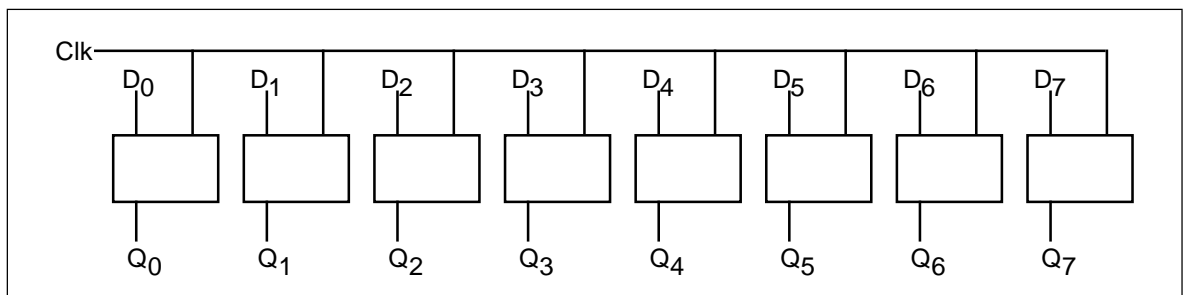 Clk
D0 D1 D2 D3 D4 D5 D6 D7
Q0 Q1 Q2 Q3 Q4 Q5 Q6 Q7